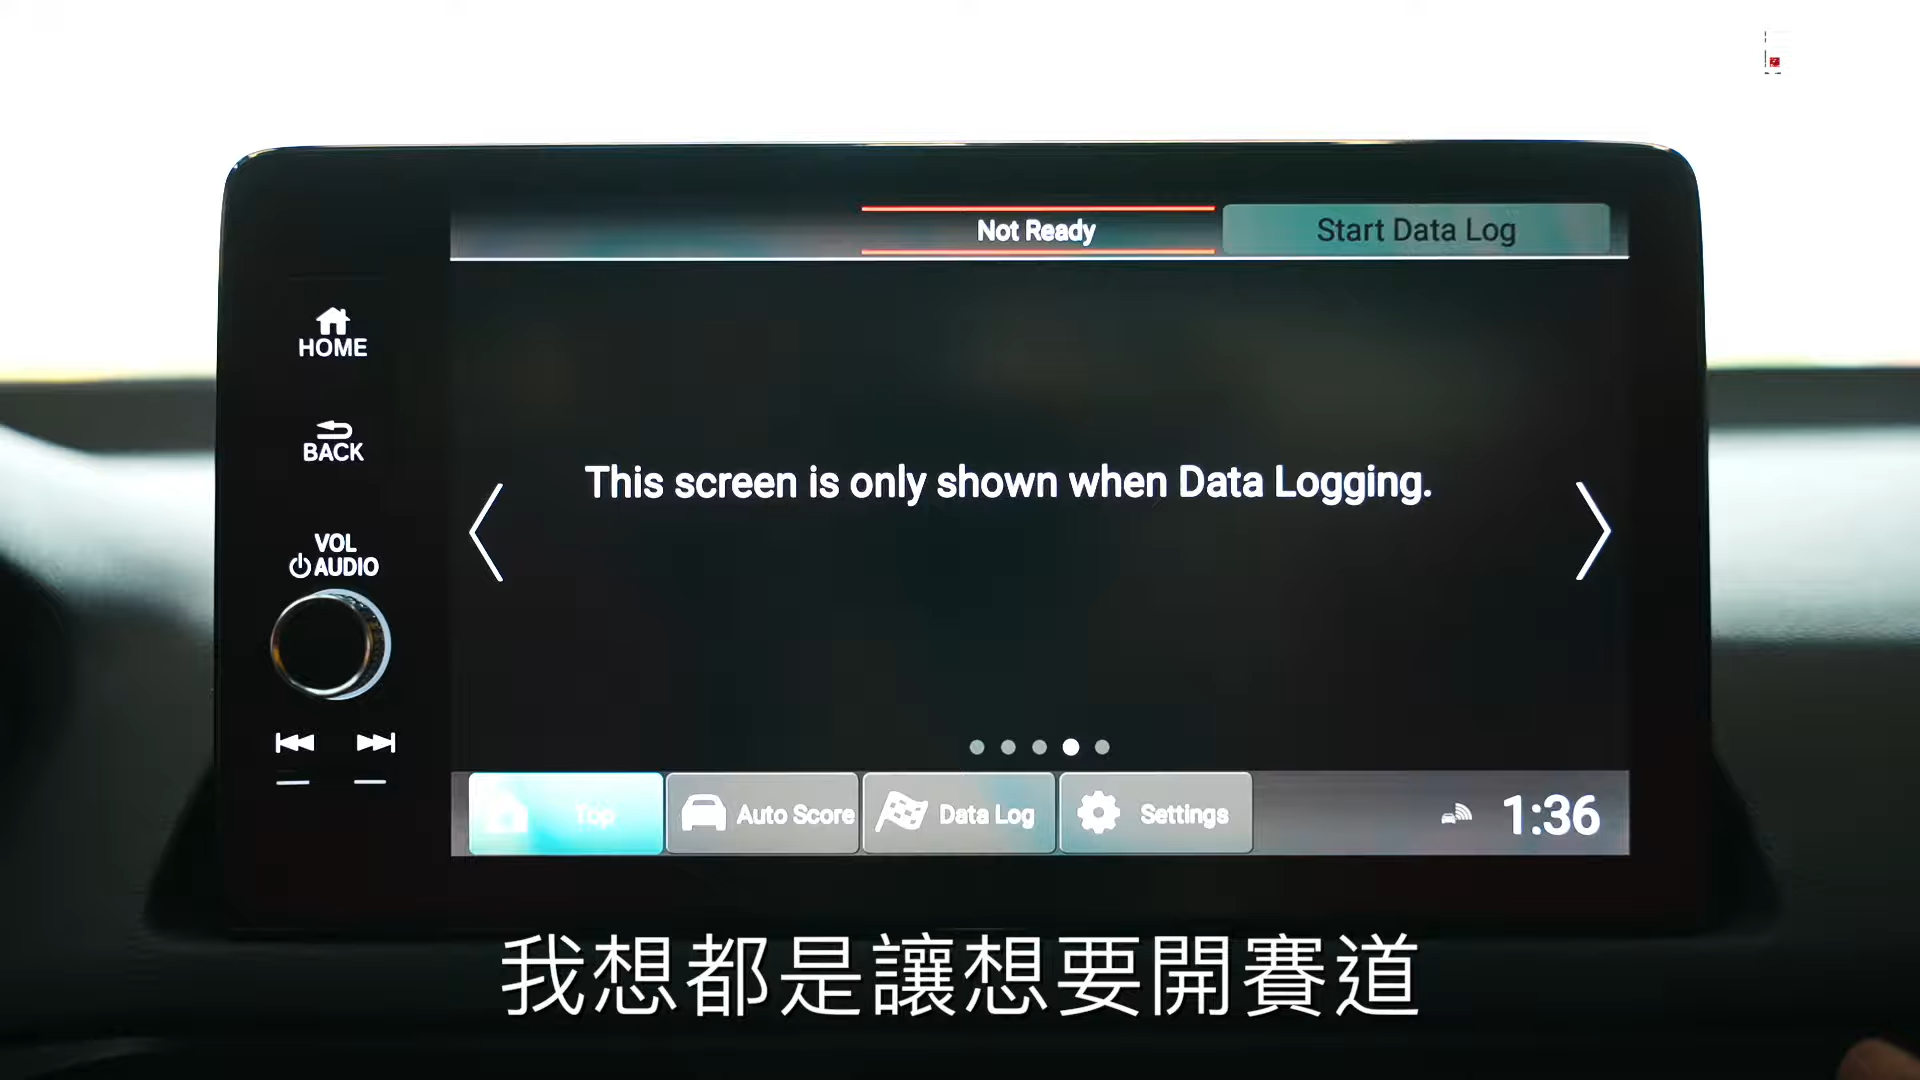 Not Ready
Start Data Log
HOME
BACK
VOL
AUDIO
This screen is only shown when Data Logging.
Top
Auto Score
Data Log
Settings
1:36
我想都是讓想要開賽道